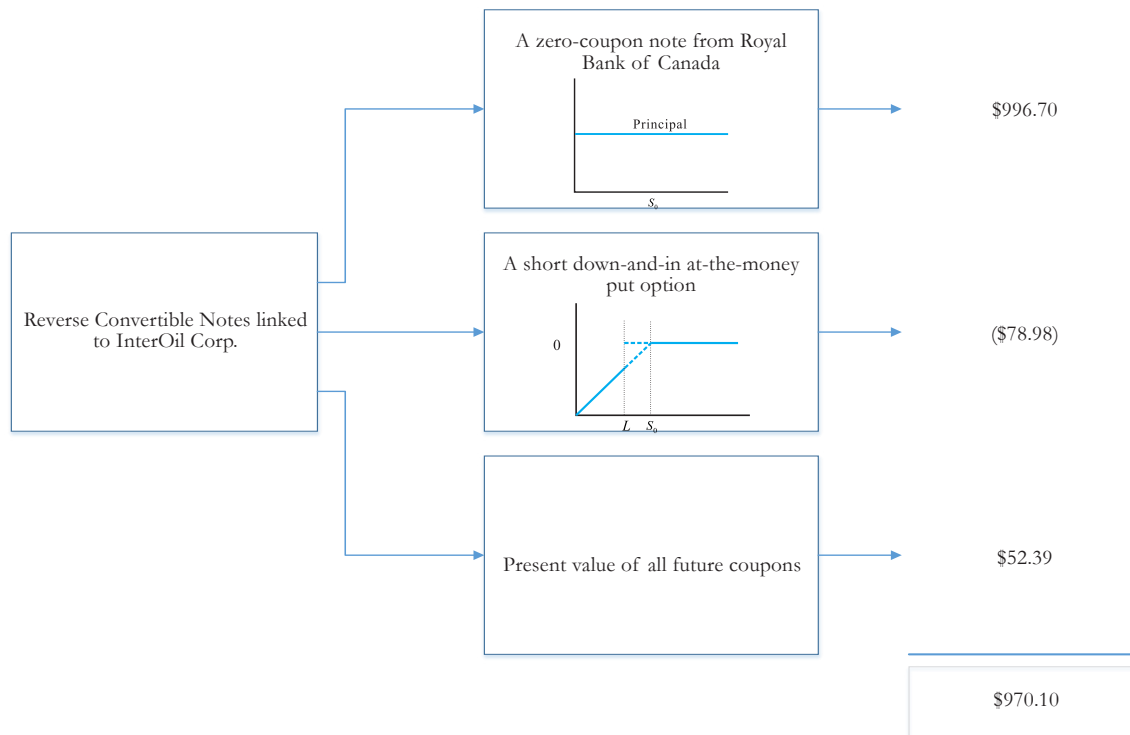 A zero-coupon note from Royal
Bank of Canada
Principal
S₀
$996.70
Reverse Convertible Notes linked
to InterOil Corp.
A short down-and-in at-the-money
put option
0
L S₀
($78.98)
Present value of all future coupons
$52.39
$970.10